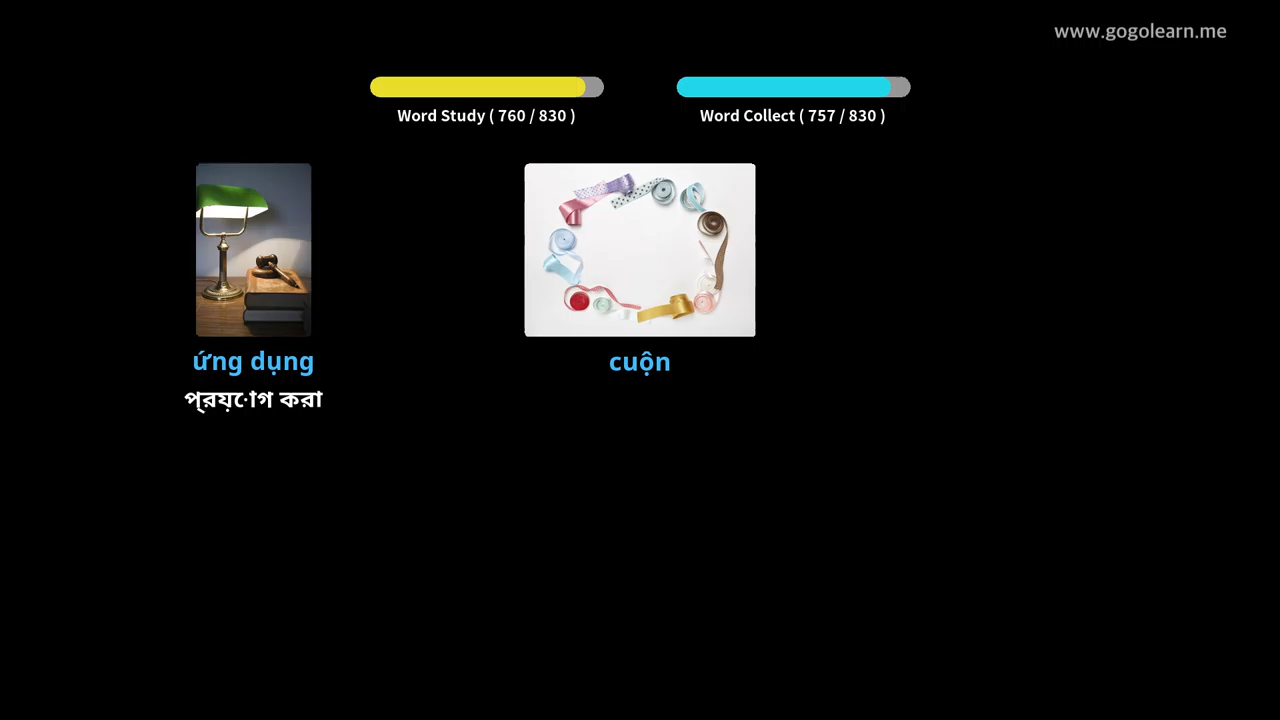 www.gogolearn.me
Word Study ( 760 / 830 )
Word Collect ( 757 / 830 )
ứng dụng
cuộn
প্রয়োগ করা